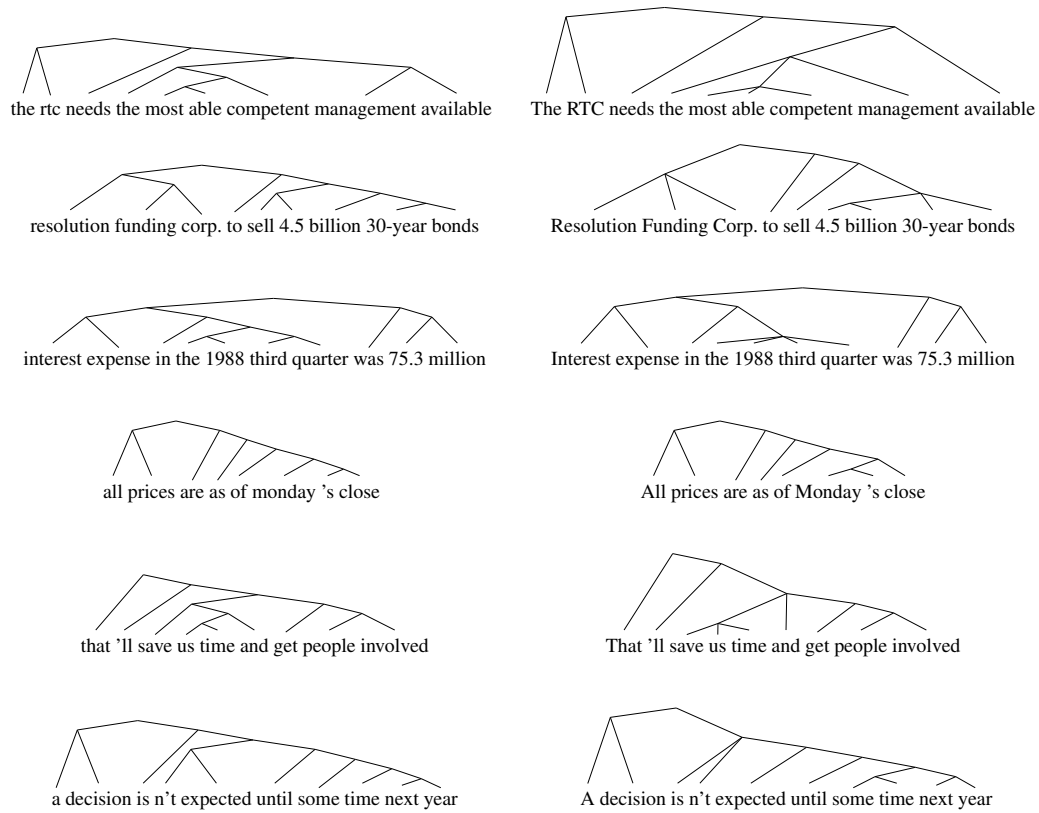 the rtc needs the most able competent management available
The RTC needs the most able competent management available
resolution funding corp. to sell 4.5 billion 30-year bonds
Resolution Funding Corp. to sell 4.5 billion 30-year bonds
interest expense in the 1988 third quarter was 75.3 million
Interest expense in the 1988 third quarter was 75.3 million
all prices are as of monday ’s close
All prices are as of Monday ’s close
that ’ll save us time and get people involved
That ’ll save us time and get people involved
a decision is n’t expected until some time next year
A decision is n’t expected until some time next year